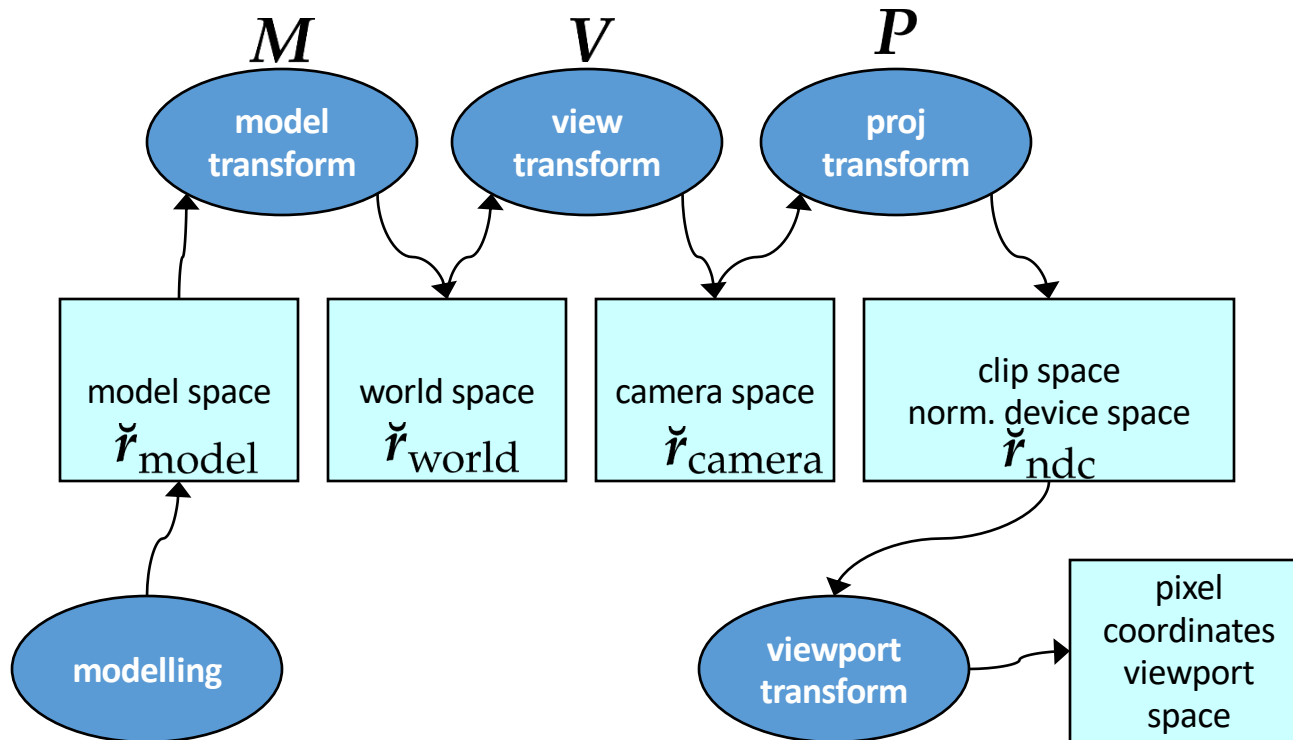 M
V
P
model
transform
view
transform
proj
transform
model space
r̆model
world space
r̆world
camera space
r̆camera
clip space
norm. device space
r̆ndc
modelling
viewport
transform
pixel
coordinates
viewport
space